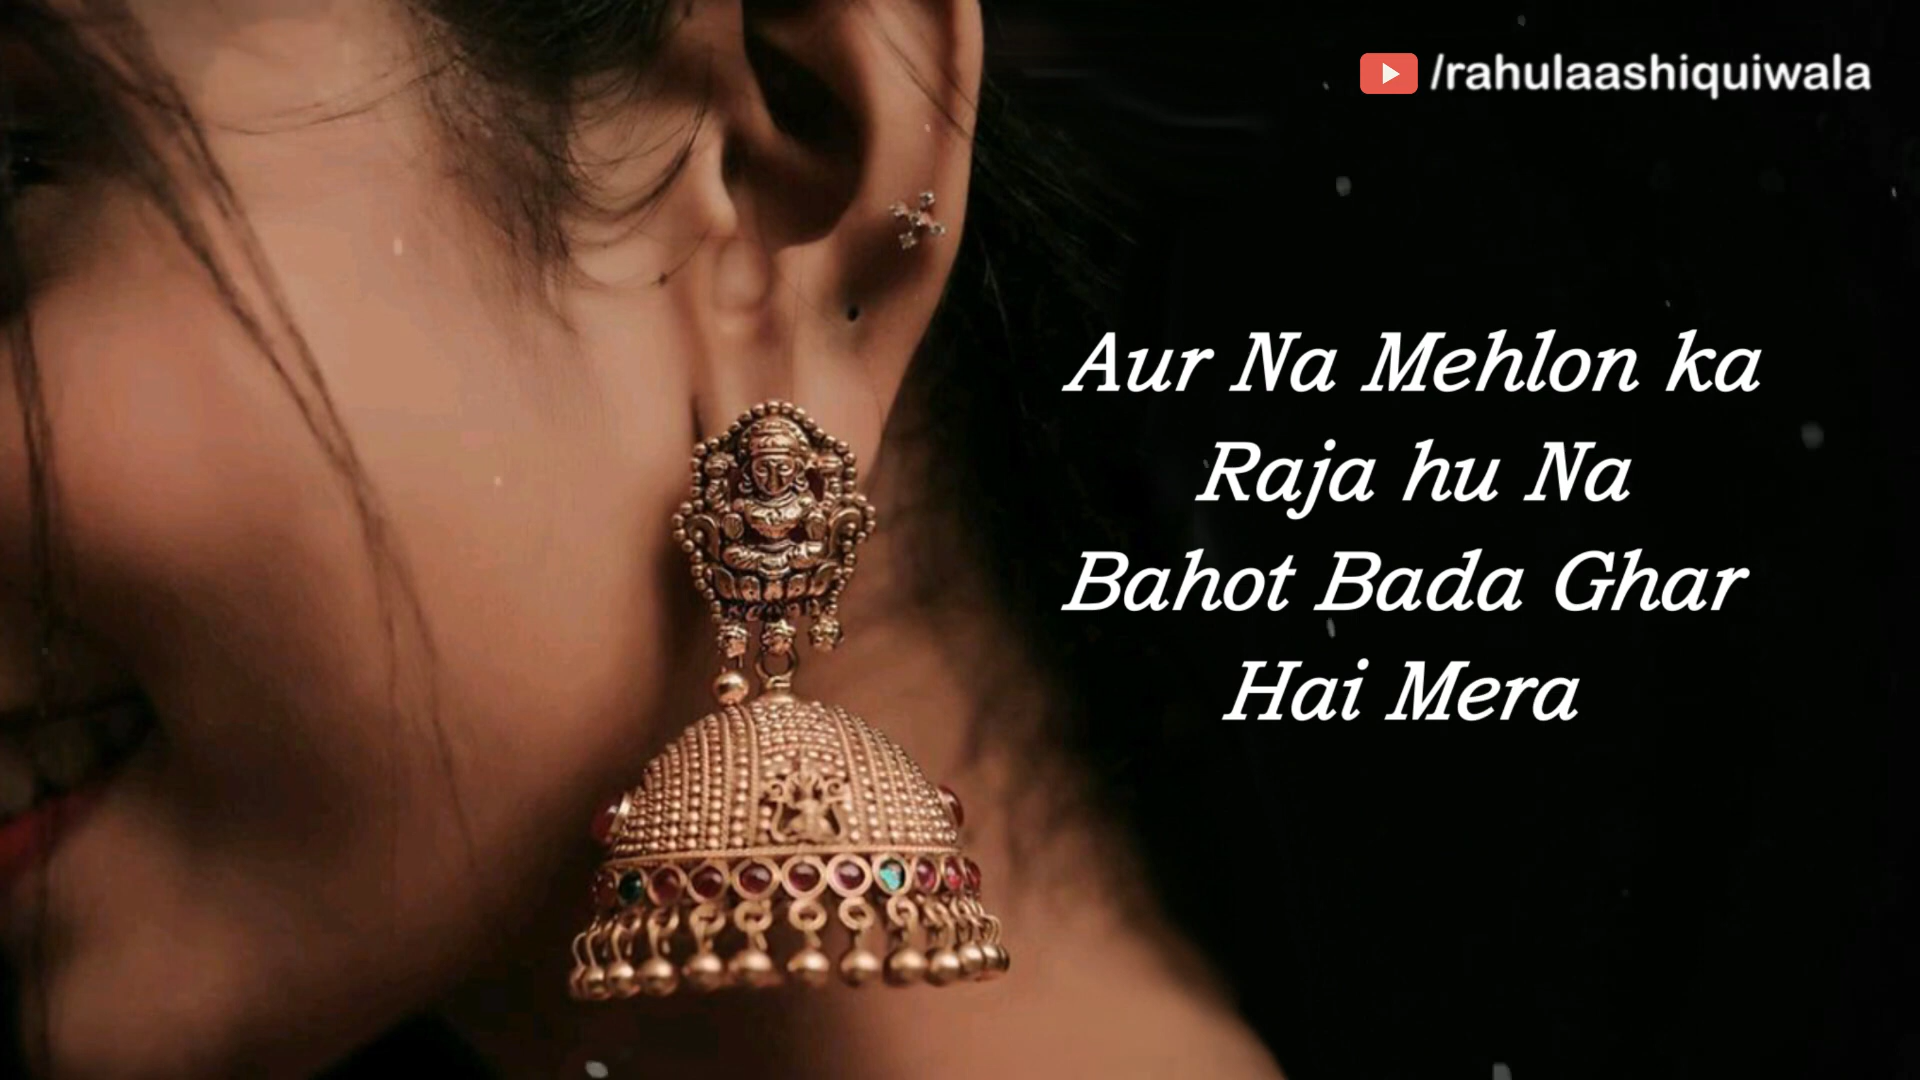 /rahulaashiquiwala
Aur Na Mehlon ka
Raja hu Na
Bahot Bada Ghar
Hai Mera